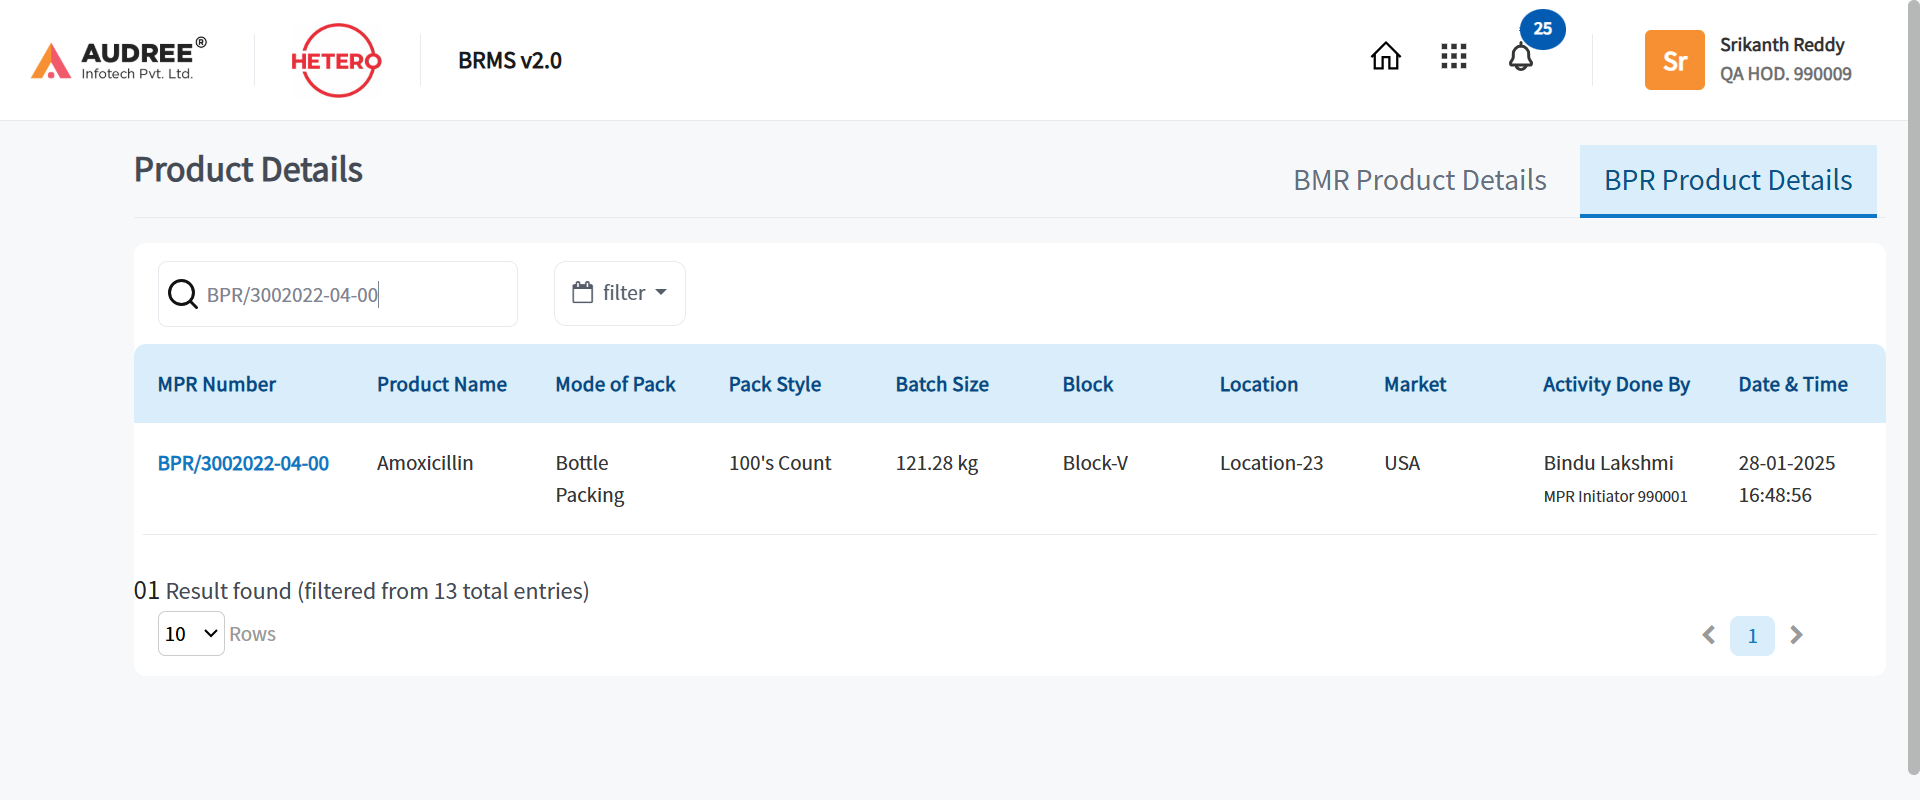 AUDREE®
Infotech Pvt. Ltd.
HETERO
BRMS v2.0
25
Sr
Srikanth Reddy
QA HOD. 990009
Product Details
BMR Product Details
BPR Product Details
BPR/3002022-04-00
filter
MPR Number Product Name Mode of Pack Pack Style Batch Size Block Location Market Activity Done By Date & Time
BPR/3002022-04-00 Amoxicillin Bottle 100's Count 121.28 kg Block-V Location-23 USA Bindu Lakshmi 28-01-2025
Packing MPR Initiator 990001 16:48:56
01 Result found (filtered from 13 total entries)
10 Rows
1